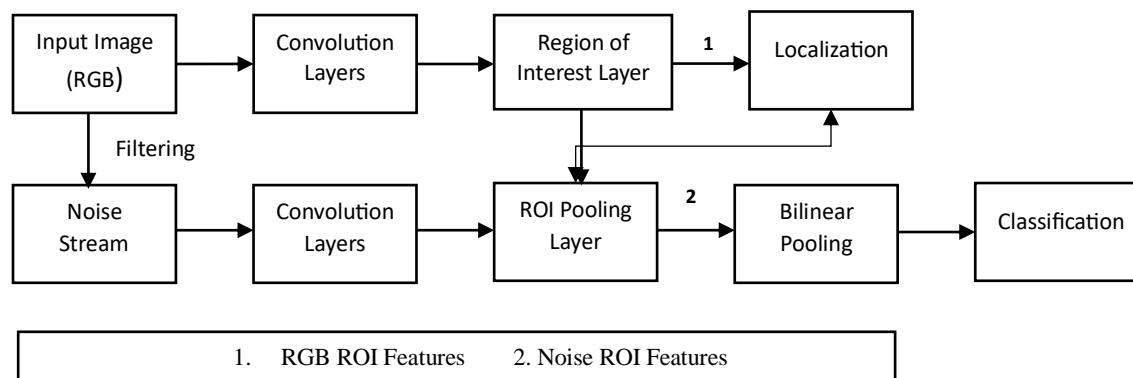 Input Image
(RGB)
Convolution
Layers
Region of
Interest Layer
1
Localization
Filtering
Noise
Stream
Convolution
Layers
ROI Pooling
Layer
2
Bilinear
Pooling
Classification
1. RGB ROI Features 2. Noise ROI Features